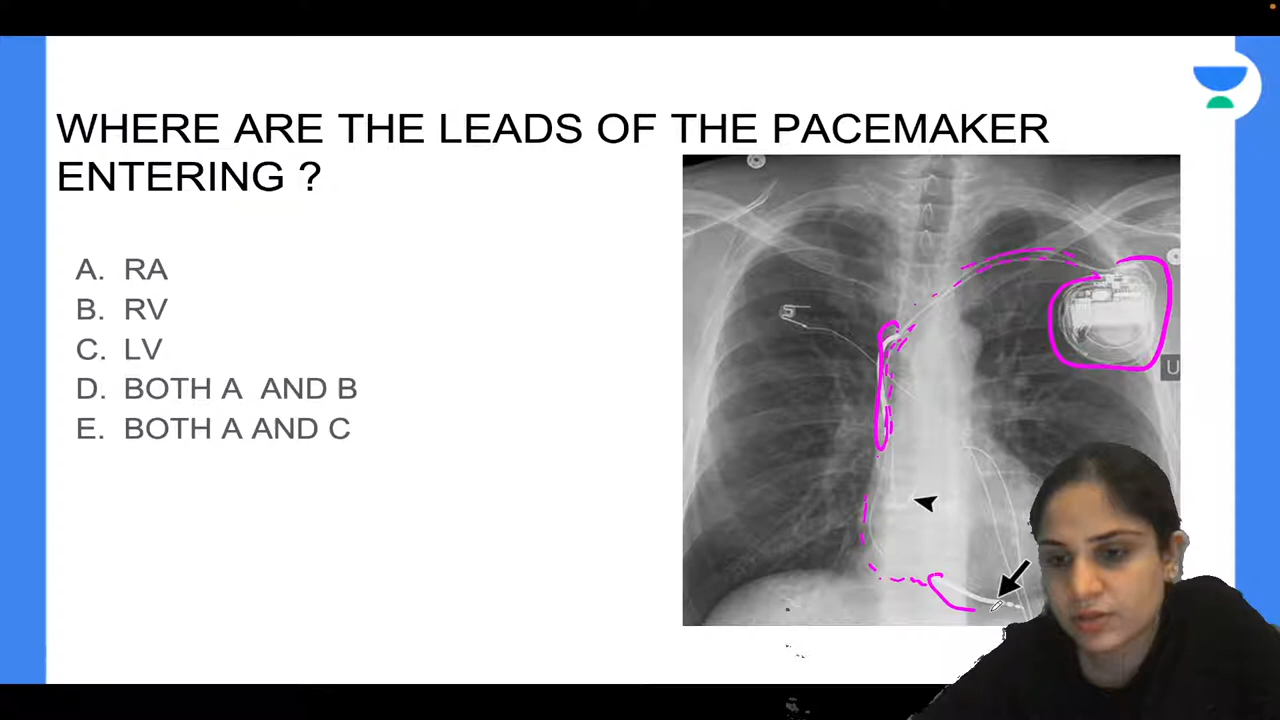 WHERE ARE THE LEADS OF THE PACEMAKER
ENTERING ?
A. RA
B. RV
C. LV
D. BOTH A AND B
E. BOTH A AND C
U